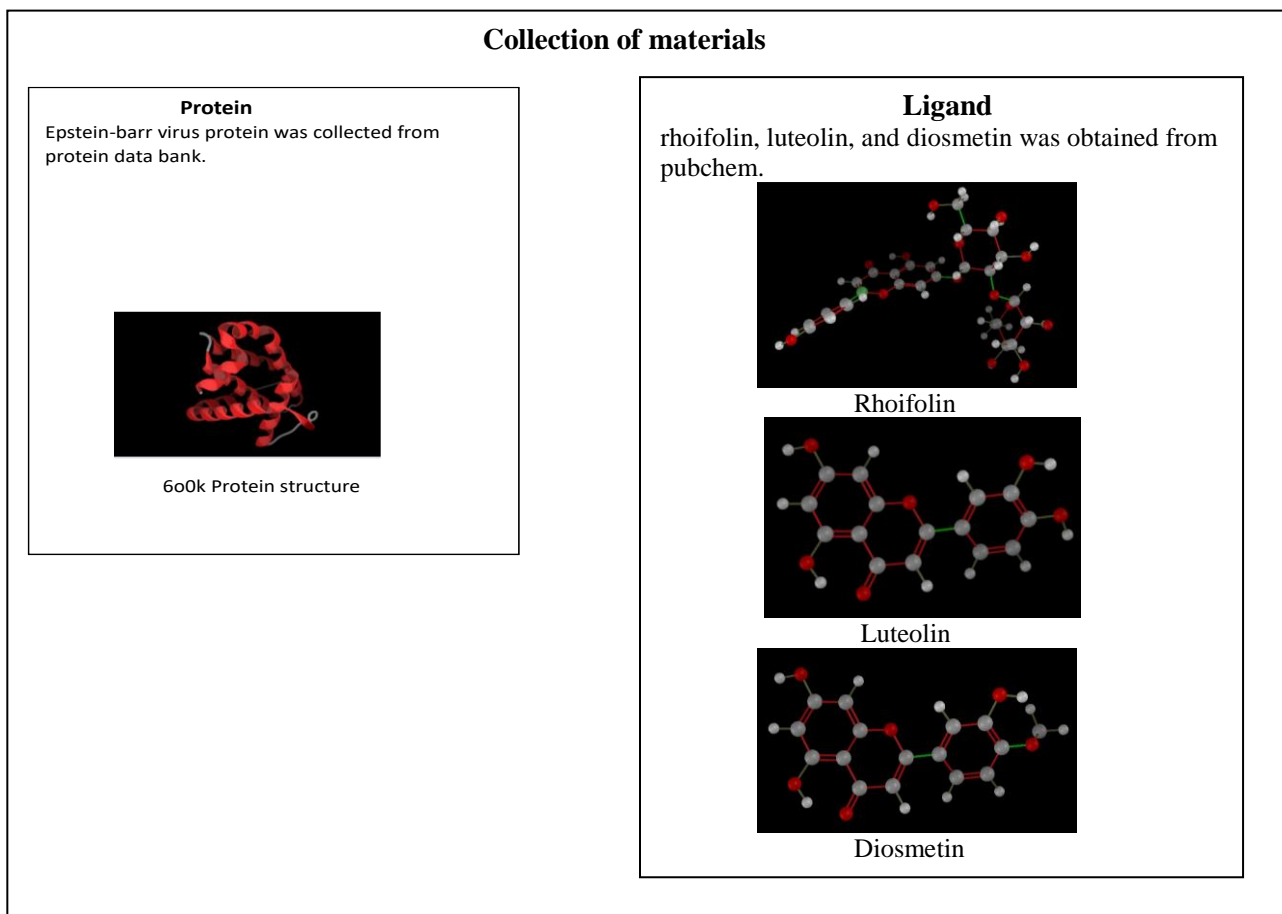 Collection of materials
Protein
Epstein-barr virus protein was collected from
protein data bank.
6o0k Protein structure
Ligand
rhoifolin, luteolin, and diosmetin was obtained from
pubchem.
Rhoifolin
Luteolin
Diosmetin